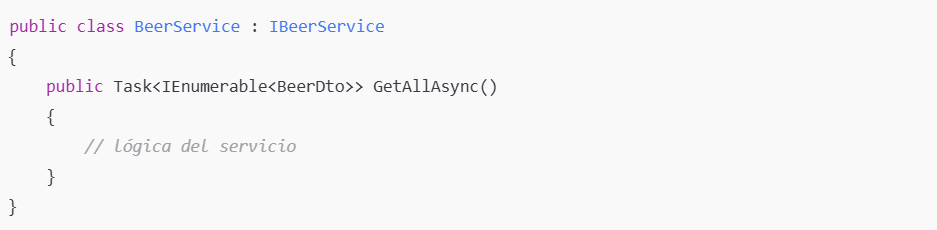 public class BeerService : IBeerService
{
    public Task<IEnumerable<BeerDto>> GetAllAsync()
    {
        // lógica del servicio
    }
}